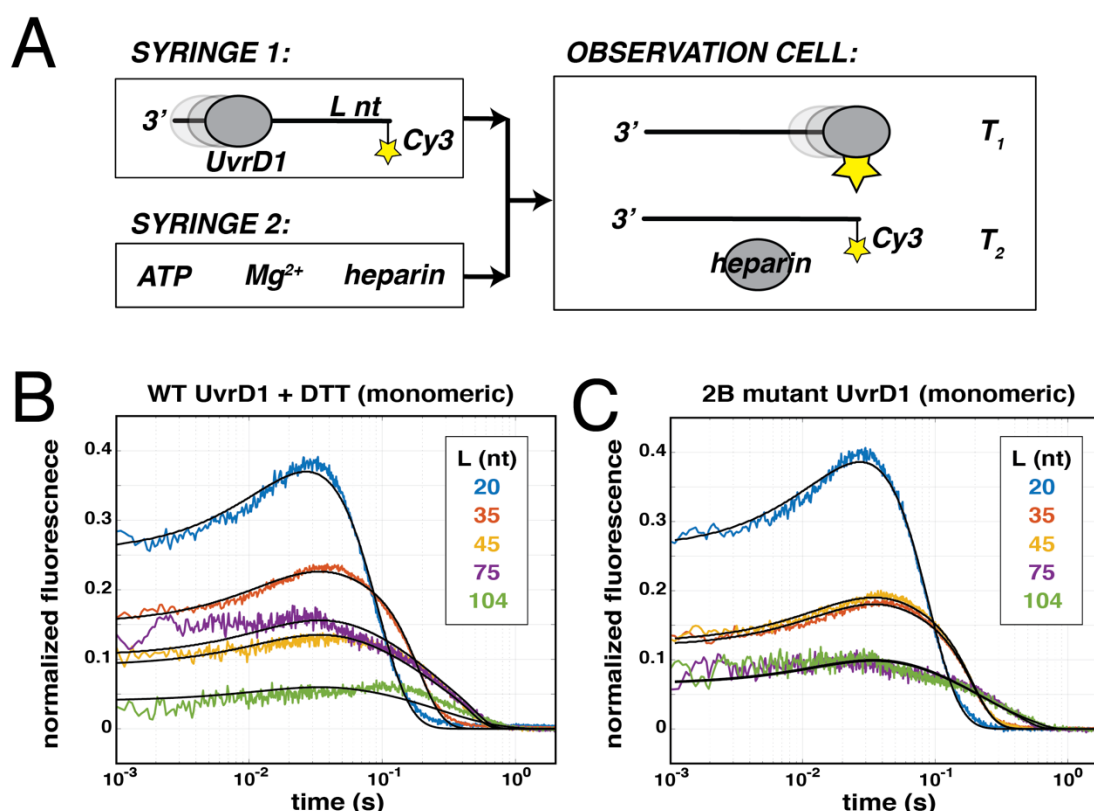 A
SYRINGE 1:
3' L nt
Cy3
UvrD1
SYRINGE 2:
ATP Mg2+ heparin
OBSERVATION CELL:
3' T1
3' Cy3
heparin T2
B
WT UvrD1 + DTT (monomeric)
normalized fluorescnece
0.4
0.3
0.2
0.1
0
L (nt)
20
35
45
75
104
10-3 10-2 10-1 100
time (s)
C
2B mutant UvrD1 (monomeric)
normalized fluorescence
0.4
0.3
0.2
0.1
0
L (nt)
20
35
45
75
104
10-3 10-2 10-1 100
time (s)